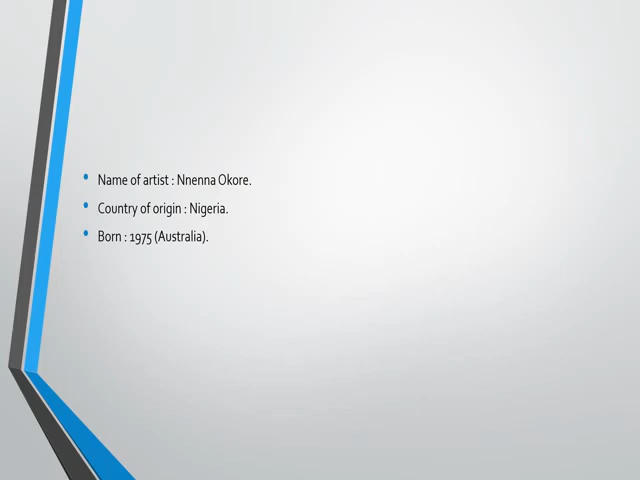 • Name of artist : Nnenna Okore.
• Country of origin : Nigeria.
• Born : 1975 (Australia).